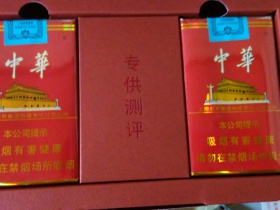 中華
本公司提示
吸烟有害健康
在禁烟场所吸烟
专供测评
中華
本公司提示
吸烟有害健康
请勿在禁烟场所吸